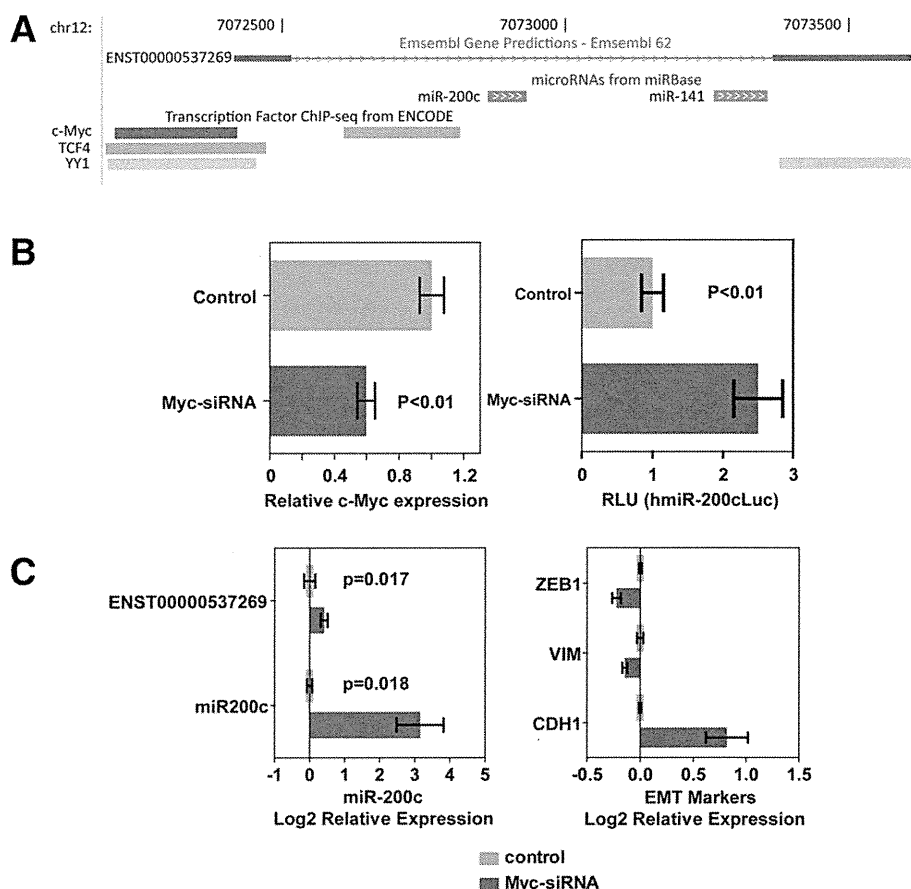 A
chr12: 7072500 7073000 7073500
Emsembl Gene Predictions - Emsembl 62
ENST00000537269
microRNAs from miRBase
miR-200c miR-141
Transcription Factor ChIP-seq from ENCODE
c-Myc
TCF4
YY1
B
Control
Myc-siRNA
P<0.01
0 0.4 0.8 1.2
Relative c-Myc expression
Control
P<0.01
Myc-siRNA
0 1 2 3
RLU (hmiR-200cLuc)
C
ENST00000537269
p=0.017
miR200c
p=0.018
-1 0 1 2 3 4 5
miR-200c
Log2 Relative Expression
ZEB1
VIM
CDH1
-0.5 0.0 0.5 1.0 1.5
EMT Markers
Log2 Relative Expression
control
Myc-siRNA